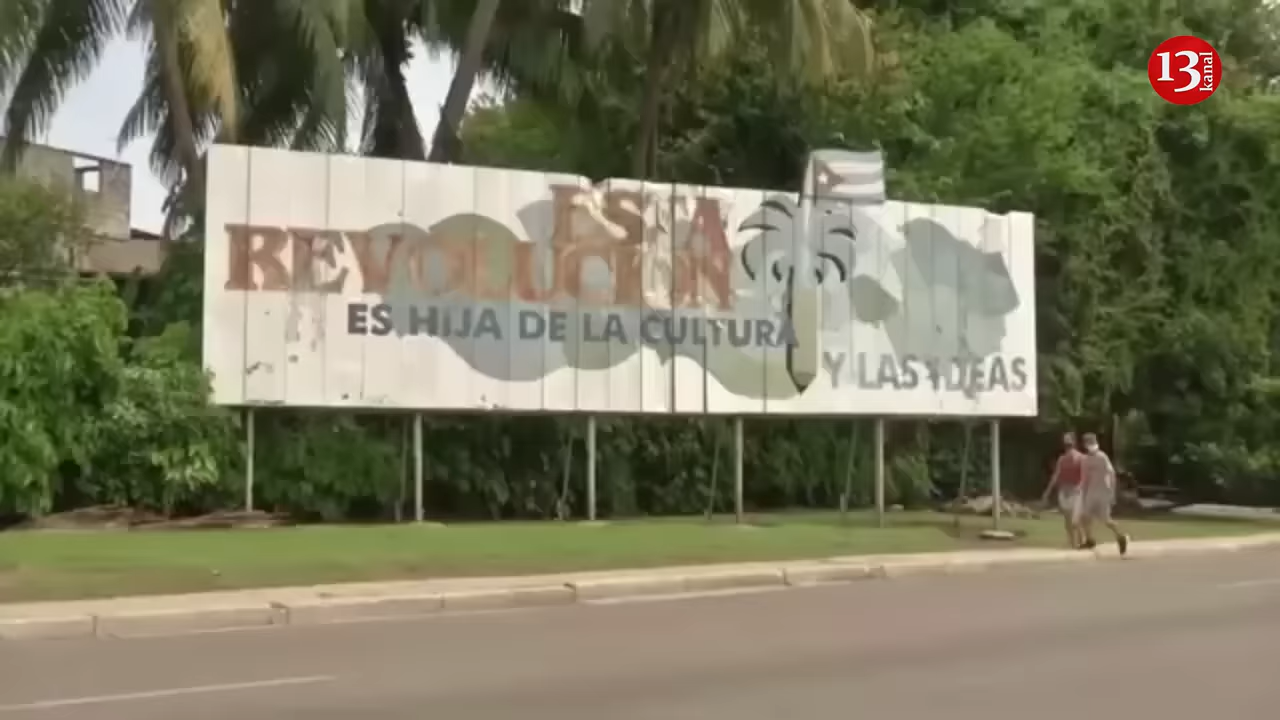 ESTA
REVOLUCIÓN
ES HIJA DE LA CULTURA
Y LAS IDEAS
13
kanal